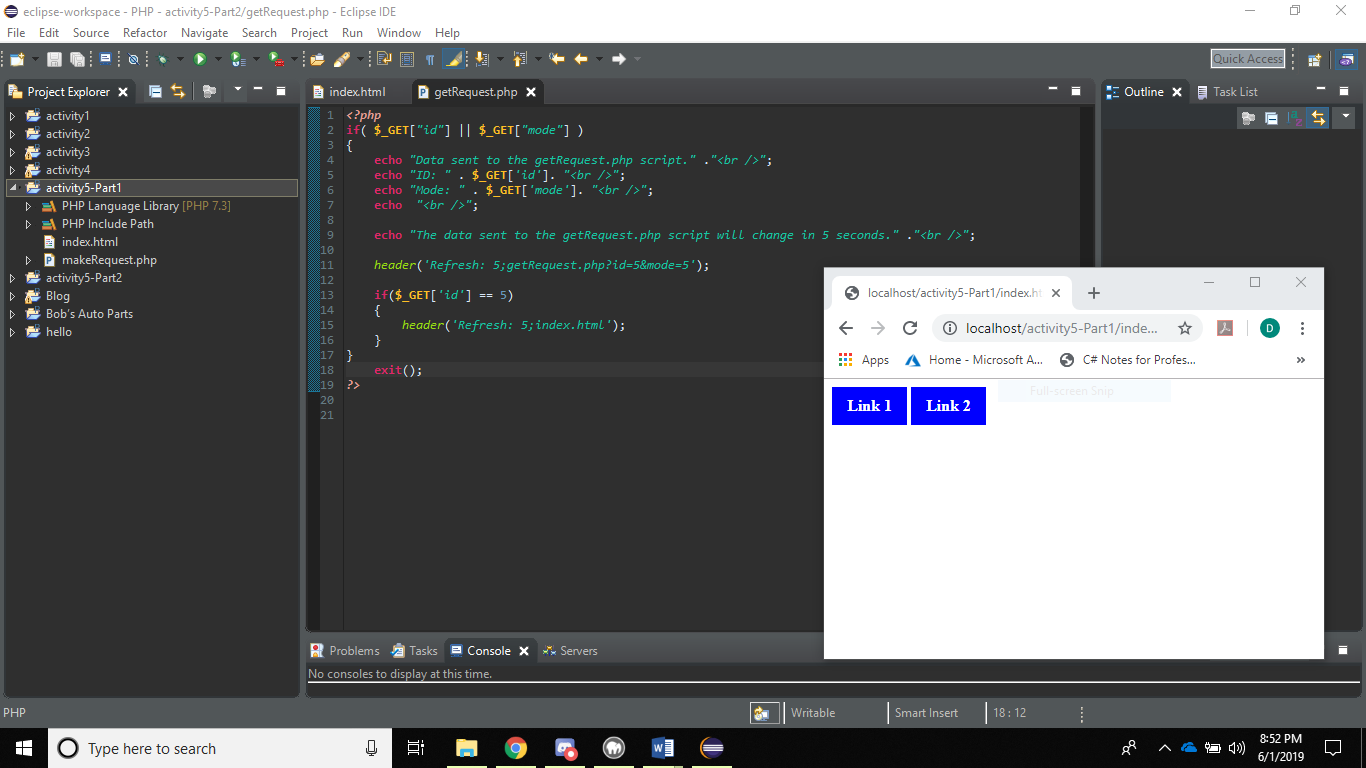 eclipse-workspace - PHP - activity5-Part2/getRequest.php - Eclipse IDE
File Edit Source Refactor Navigate Search Project Run Window Help
Quick Access
Project Explorer
activity1
activity2
activity3
activity4
activity5-Part1
PHP Language Library [PHP 7.3]
PHP Include Path
index.html
makeRequest.php
activity5-Part2
Blog
Bob's Auto Parts
hello
index.html getRequest.php
1 <?php
2 if( $_GET["id"] || $_GET["mode"] )
3 {
4 echo "Data sent to the getRequest.php script." ."<br />";
5 echo "ID: " . $_GET['id']. "<br />";
6 echo "Mode: " . $_GET['mode']. "<br />";
7 echo  "<br />";
8
9 echo "The data sent to the getRequest.php script will change in 5 seconds." ."<br />";
10
11 header('Refresh: 5;getRequest.php?id=5&mode=5');
12
13 if($_GET['id'] == 5)
14 {
15 header('Refresh: 5;index.html');
16 }
17 }
18 exit();
19 ?>
20
21
Outline Task List
localhost/activity5-Part1/index.ht
localhost/activity5-Part1/inde...
D
Apps Home - Microsoft A... C# Notes for Profes... »
Link 1 Link 2
Full-screen Snip
Problems Tasks Console Servers
No consoles to display at this time.
PHP Writable Smart Insert 18 : 12
Type here to search
8:52 PM
6/1/2019